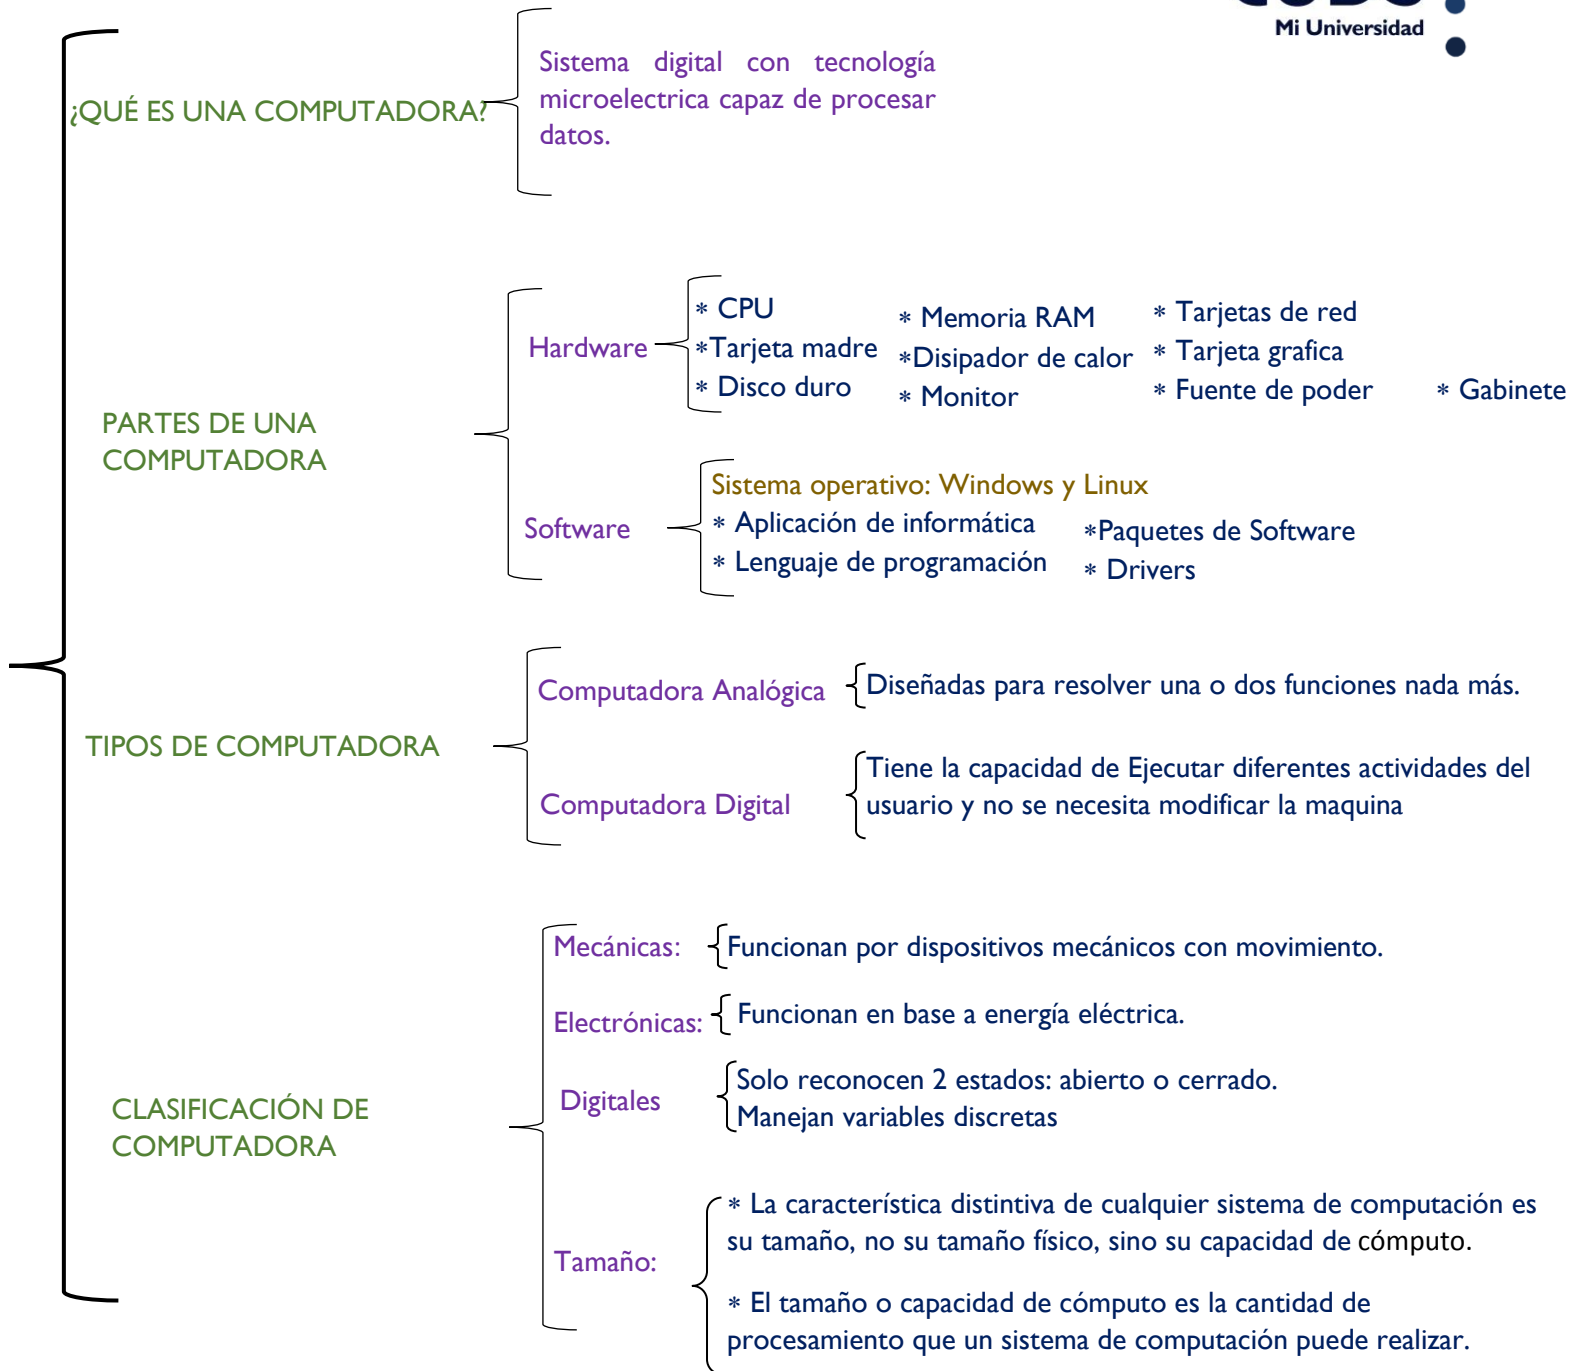 Mi Universidad
¿QUÉ ES UNA COMPUTADORA?
Sistema digital con tecnología
microelectrica capaz de procesar
datos.
PARTES DE UNA
COMPUTADORA
Hardware
* CPU
*Tarjeta madre
* Disco duro
* Memoria RAM
*Disipador de calor
* Monitor
* Tarjetas de red
* Tarjeta grafica
* Fuente de poder
* Gabinete
Software
Sistema operativo: Windows y Linux
* Aplicación de informática
* Lenguaje de programación
*Paquetes de Software
* Drivers
TIPOS DE COMPUTADORA
Computadora Analógica
Diseñadas para resolver una o dos funciones nada más.
Computadora Digital
Tiene la capacidad de Ejecutar diferentes actividades del
usuario y no se necesita modificar la maquina
CLASIFICACIÓN DE
COMPUTADORA
Mecánicas:
Funcionan por dispositivos mecánicos con movimiento.
Electrónicas:
Funcionan en base a energía eléctrica.
Digitales
Solo reconocen 2 estados: abierto o cerrado.
Manejan variables discretas
Tamaño:
* La característica distintiva de cualquier sistema de computación es
su tamaño, no su tamaño físico, sino su capacidad de cómputo.
* El tamaño o capacidad de cómputo es la cantidad de
procesamiento que un sistema de computación puede realizar.